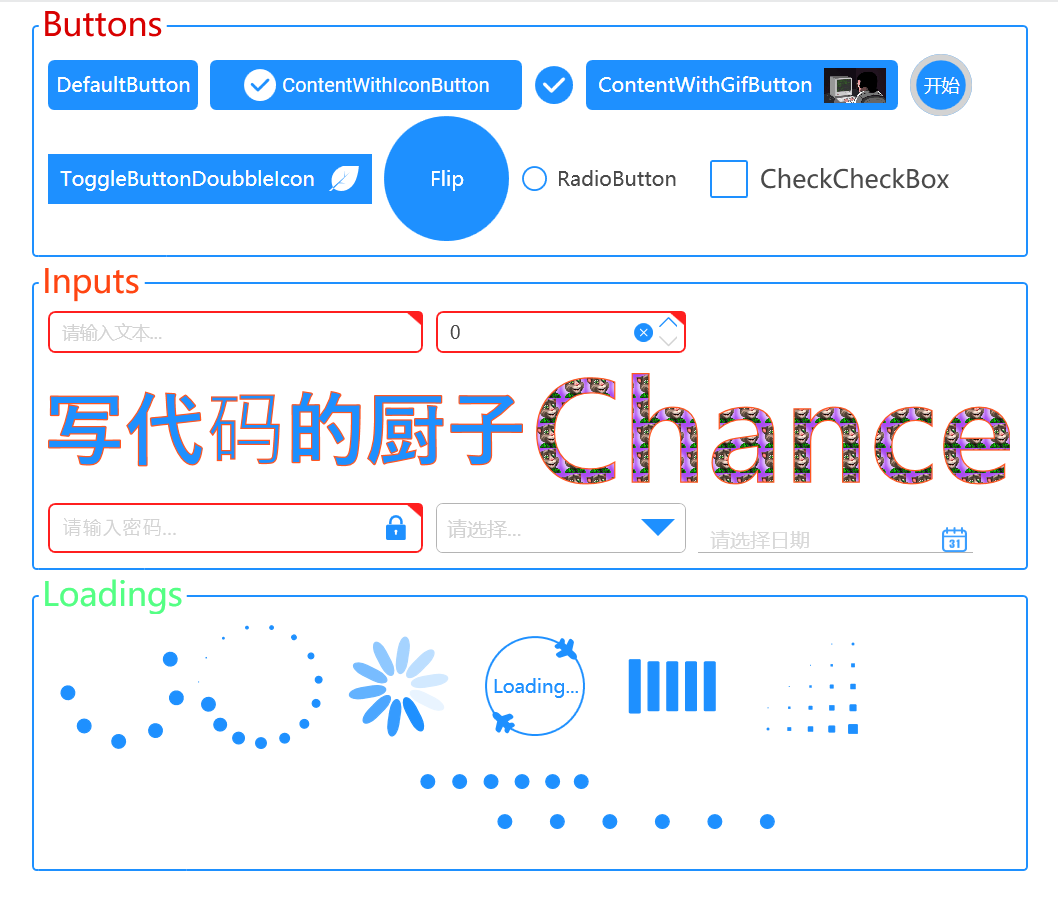 Buttons
DefaultButton
ContentWithIconButton
ContentWithGifButton
开始
ToggleButtonDoubbleIcon
Flip
RadioButton
CheckCheckBox
Inputs
请输入文本...
0
写代码的厨子
Chance
请输入密码...
请选择...
请选择日期
31
Loadings
Loading...